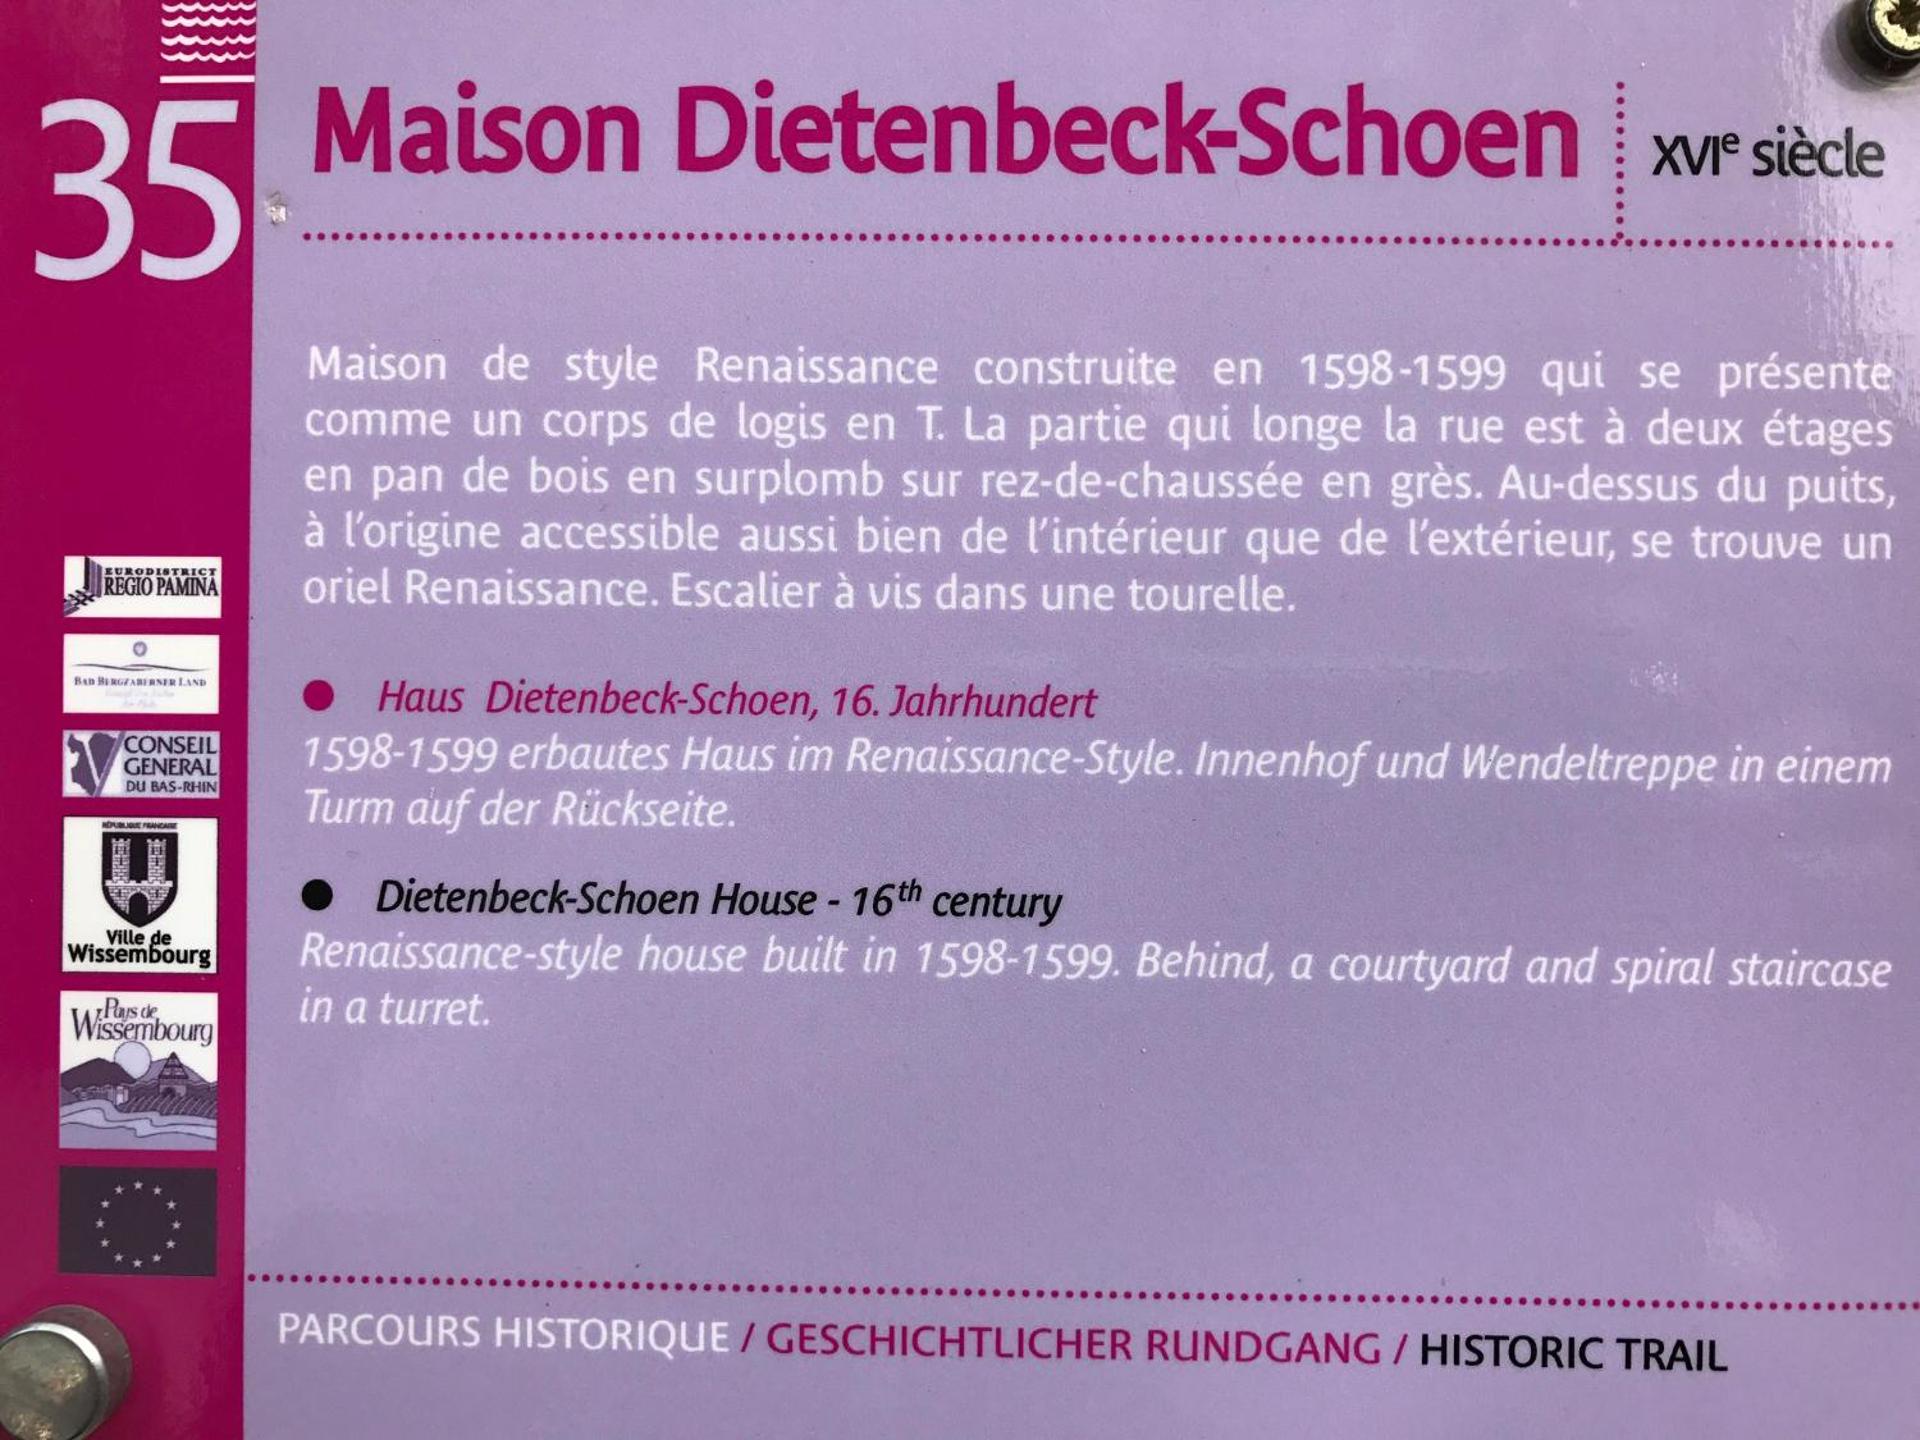 35
Maison Dietenbeck-Schoen
XVIe siècle
Maison de style Renaissance construite en 1598-1599 qui se présente
comme un corps de logis en T. La partie qui longe la rue est à deux étages
en pan de bois en surplomb sur rez-de-chaussée en grès. Au-dessus du puits,
à l'origine accessible aussi bien de l'intérieur que de l'extérieur, se trouve un
oriel Renaissance. Escalier à vis dans une tourelle.
● Haus Dietenbeck-Schoen, 16. Jahrhundert
1598-1599 erbautes Haus im Renaissance-Style. Innenhof und Wendeltreppe in einem
Turm auf der Rückseite.
● Dietenbeck-Schoen House - 16th century
Renaissance-style house built in 1598-1599. Behind, a courtyard and spiral staircase
in a turret.
EURODISTRICT
REGIO PAMINA
BAD BERGZABERNER LAND
CONSEIL
GENERAL
DU BAS-RHIN
RÉPUBLIQUE FRANCAISE
Ville de
Wissembourg
Pays de
Wissembourg
PARCOURS HISTORIQUE / GESCHICHTLICHER RUNDGANG / HISTORIC TRAIL